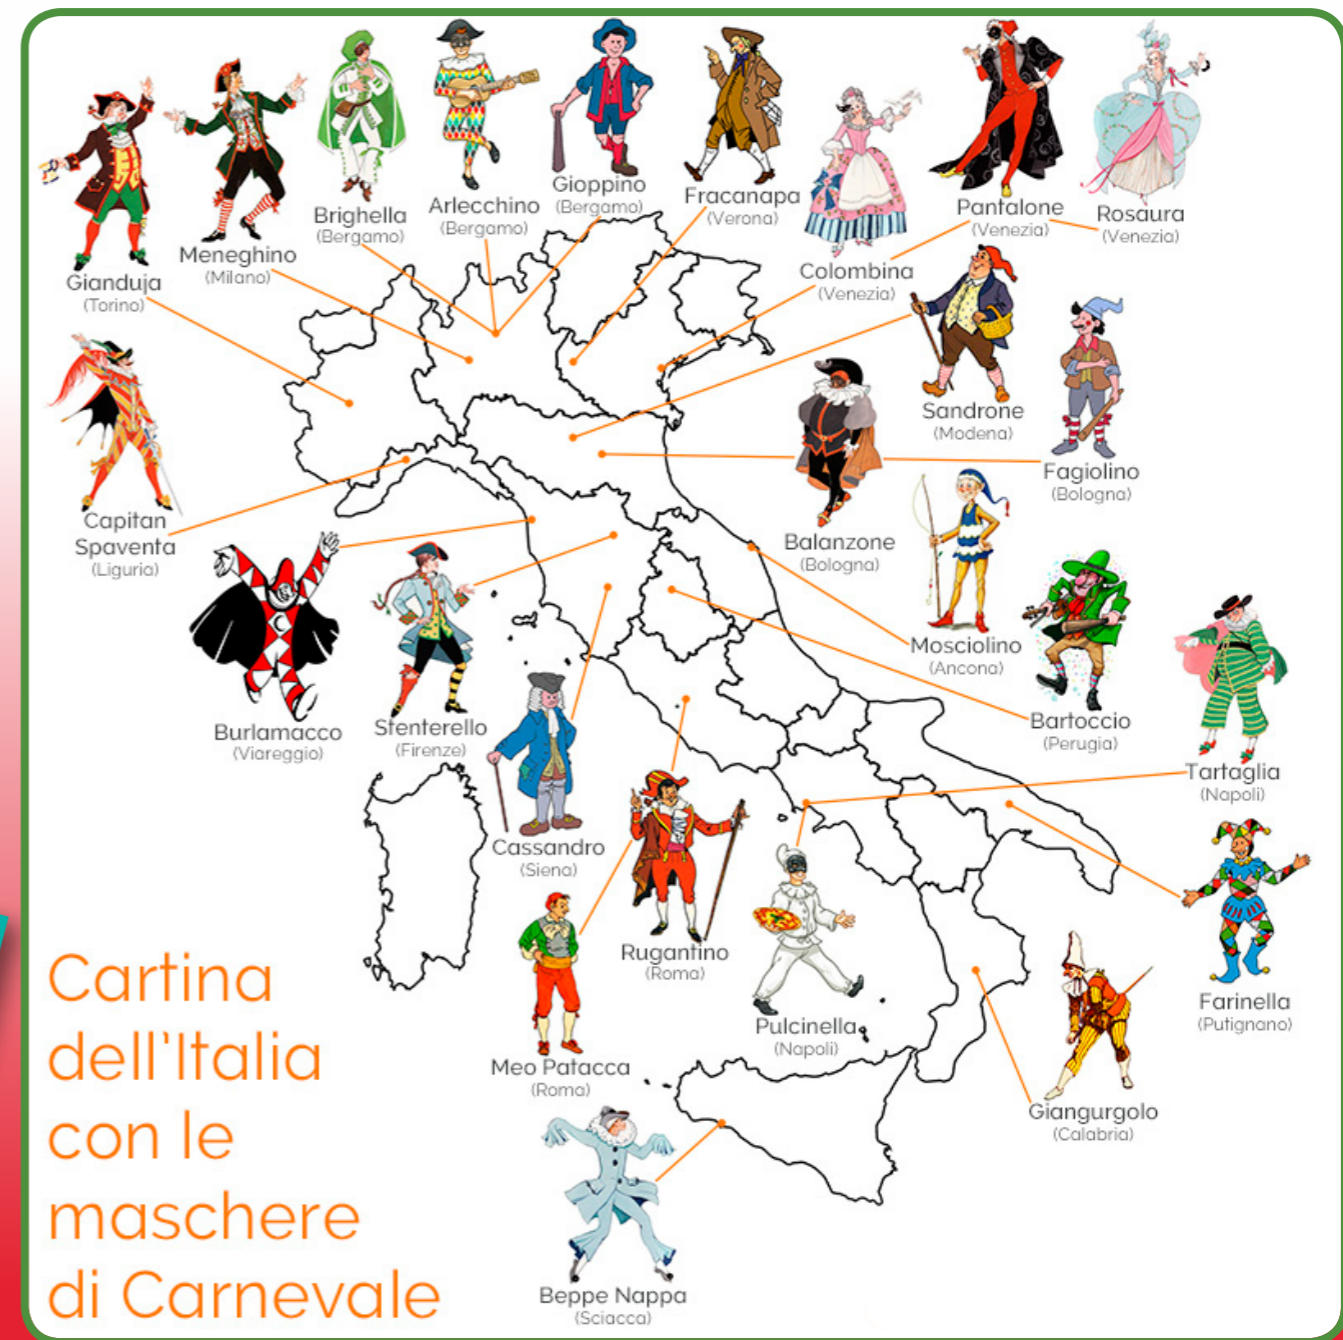 Gianduja
(Torino)
Meneghino
(Milano)
Brighella
(Bergamo)
Arlecchino
(Bergamo)
Gioppino
(Bergamo)
Fracanapa
(Verona)
Colombina
(Venezia)
Pantalone
(Venezia)
Rosaura
(Venezia)
Capitan
Spaventa
(Liguria)
Sandrone
(Modena)
Fagiolino
(Bologna)
Balanzone
(Bologna)
Mosciolino
(Ancona)
Burlamacco
(Viareggio)
Stenterello
(Firenze)
Bartoccio
(Perugia)
Tartaglia
(Napoli)
Cassandro
(Siena)
Rugantino
(Roma)
Pulcinella
(Napoli)
Farinella
(Putignano)
Meo Patacca
(Roma)
Giangurgolo
(Calabria)
Beppe Nappa
(Sciacca)
Cartina
dell'Italia
con le
maschere
di Carnevale